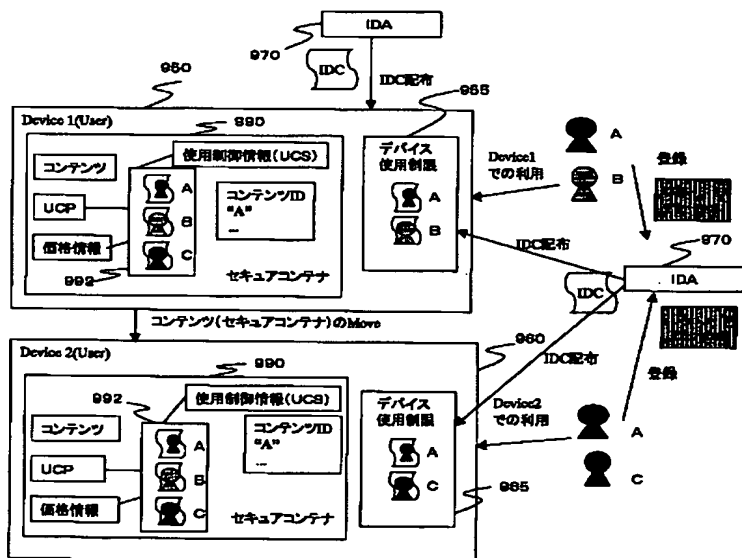 IDA
970
IDC
IDC配布
950
955
Device 1(User)
990
使用制御情報(UCS)
コンテンツ
UCP
価格情報
992
A
B
C
コンテンツID
"A"
...
セキュアコンテナ
デバイス
使用制限
A
B
Device1
での利用
A
B
登録
IDC配布
970
IDC
IDA
コンテンツ(セキュアコンテナ)のMove
Device 2(User)
990
960
IDC配布
登録
992
使用制御情報(UCS)
コンテンツ
UCP
価格情報
A
B
C
コンテンツID
"A"
...
セキュアコンテナ
デバイス
使用制限
A
C
Device2
での利用
A
C
965